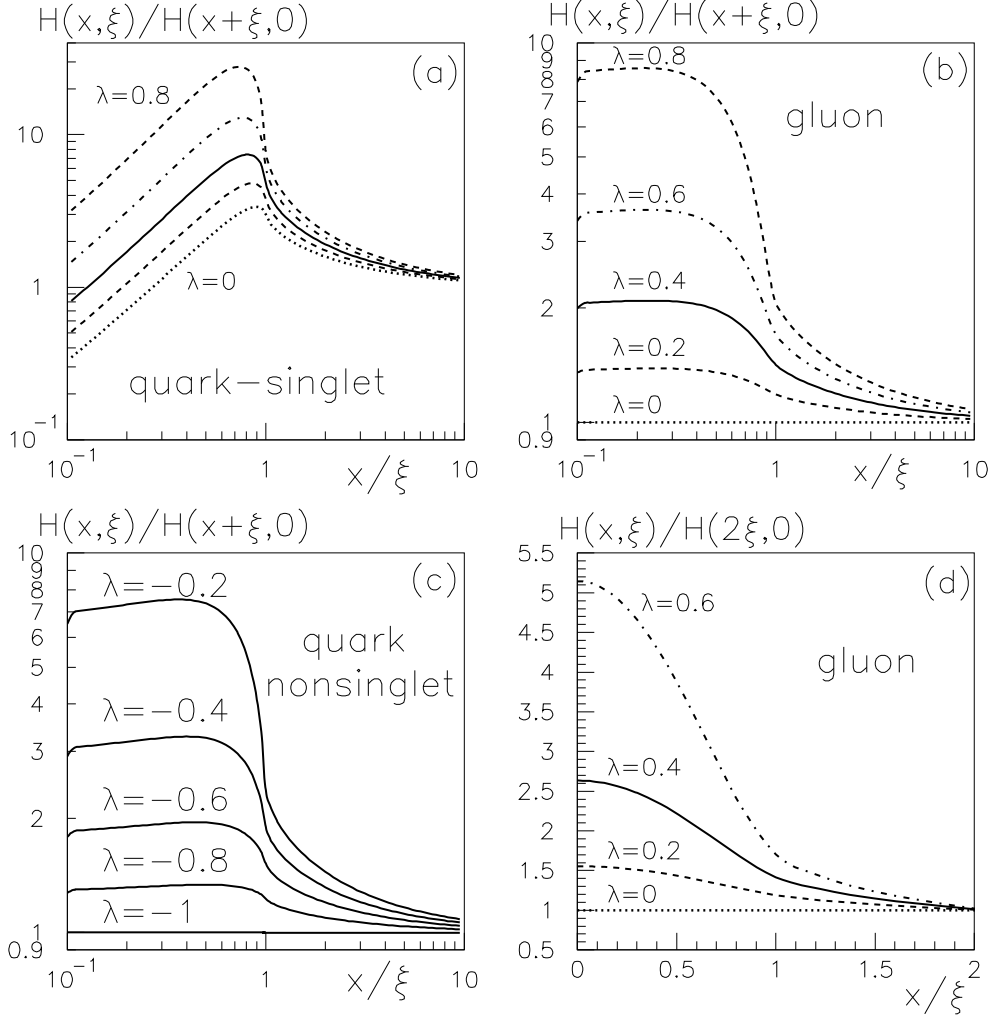 H(x,ξ)/H(x+ξ,0)
(a)
λ=0.8
10
1
λ=0
quark-singlet
10⁻¹
10⁻¹ 1 10
x/ξ
H(x,ξ)/H(x+ξ,0)
10
9
8
7
6
5
4
3
2
1
0.9
(b)
λ=0.8
gluon
λ=0.6
λ=0.4
λ=0.2
λ=0
10⁻¹ 1 10
x/ξ
H(x,ξ)/H(x+ξ,0)
10
9
8
7
6
5
4
3
2
1
0.9
(c)
λ=-0.2
quark
nonsinglet
λ=-0.4
λ=-0.6
λ=-0.8
λ=-1
10⁻¹ 1 10
x/ξ
H(x,ξ)/H(2ξ,0)
5.5
5
4.5
4
3.5
3
2.5
2
1.5
1
0.5
(d)
λ=0.6
gluon
λ=0.4
λ=0.2
λ=0
0 0.5 1 1.5 2
x/ξ